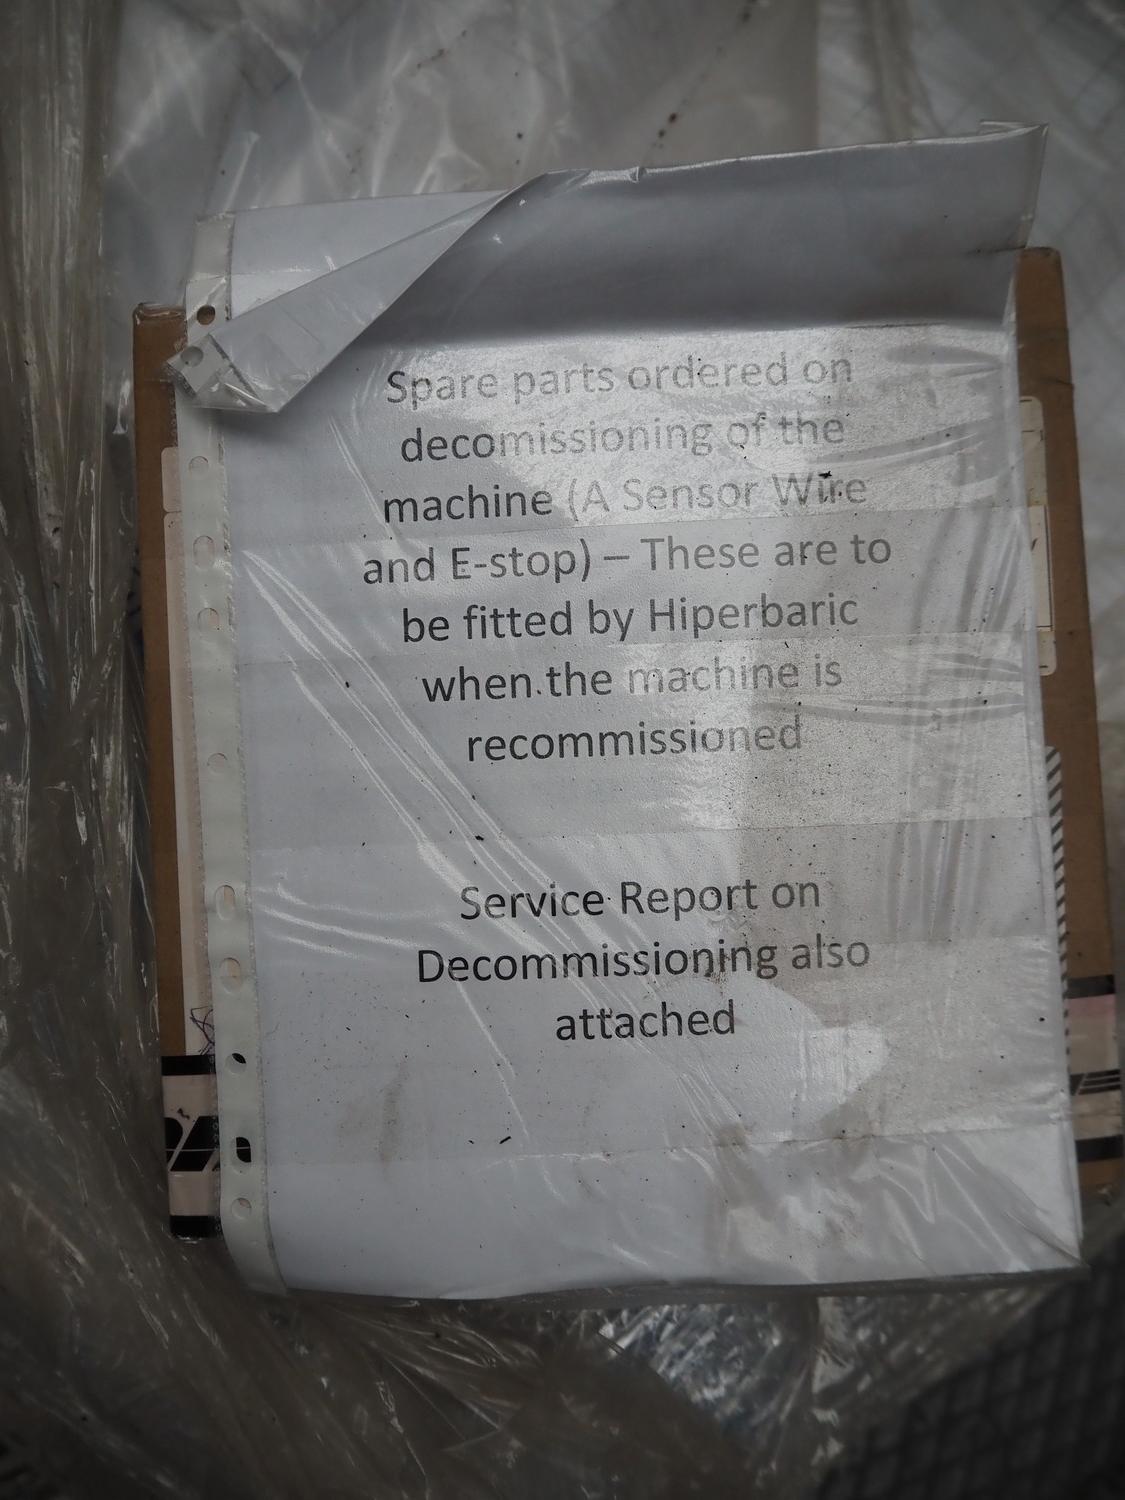 Spare parts ordered on
decomissioning of the
machine (A Sensor Wire
and E-stop) – These are to
be fitted by Hiperbaric
when the machine is
recommissioned
Service Report on
Decommissioning also
attached